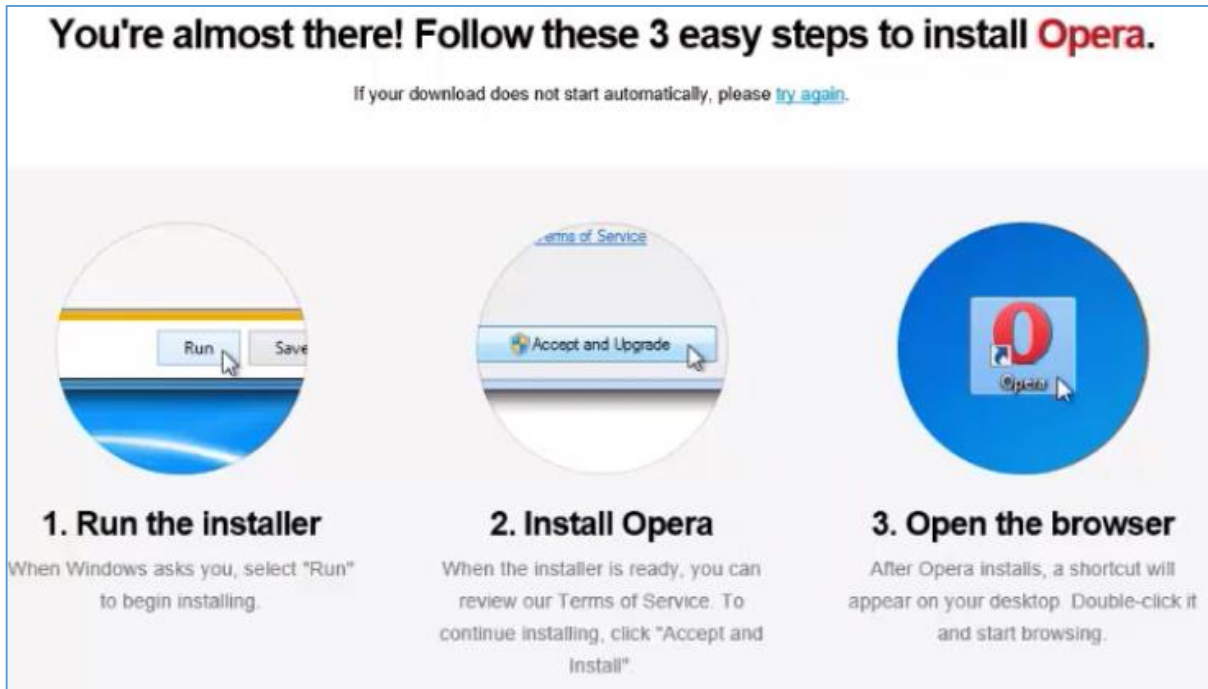 You're almost there! Follow these 3 easy steps to install Opera.
If your download does not start automatically, please try again.
Run
Save
Terms of Service
Accept and Upgrade
Opera
1. Run the installer
When Windows asks you, select "Run"
to begin installing.
2. Install Opera
When the installer is ready, you can
review our Terms of Service. To
continue installing, click "Accept and
Install".
3. Open the browser
After Opera installs, a shortcut will
appear on your desktop. Double-click it
and start browsing.